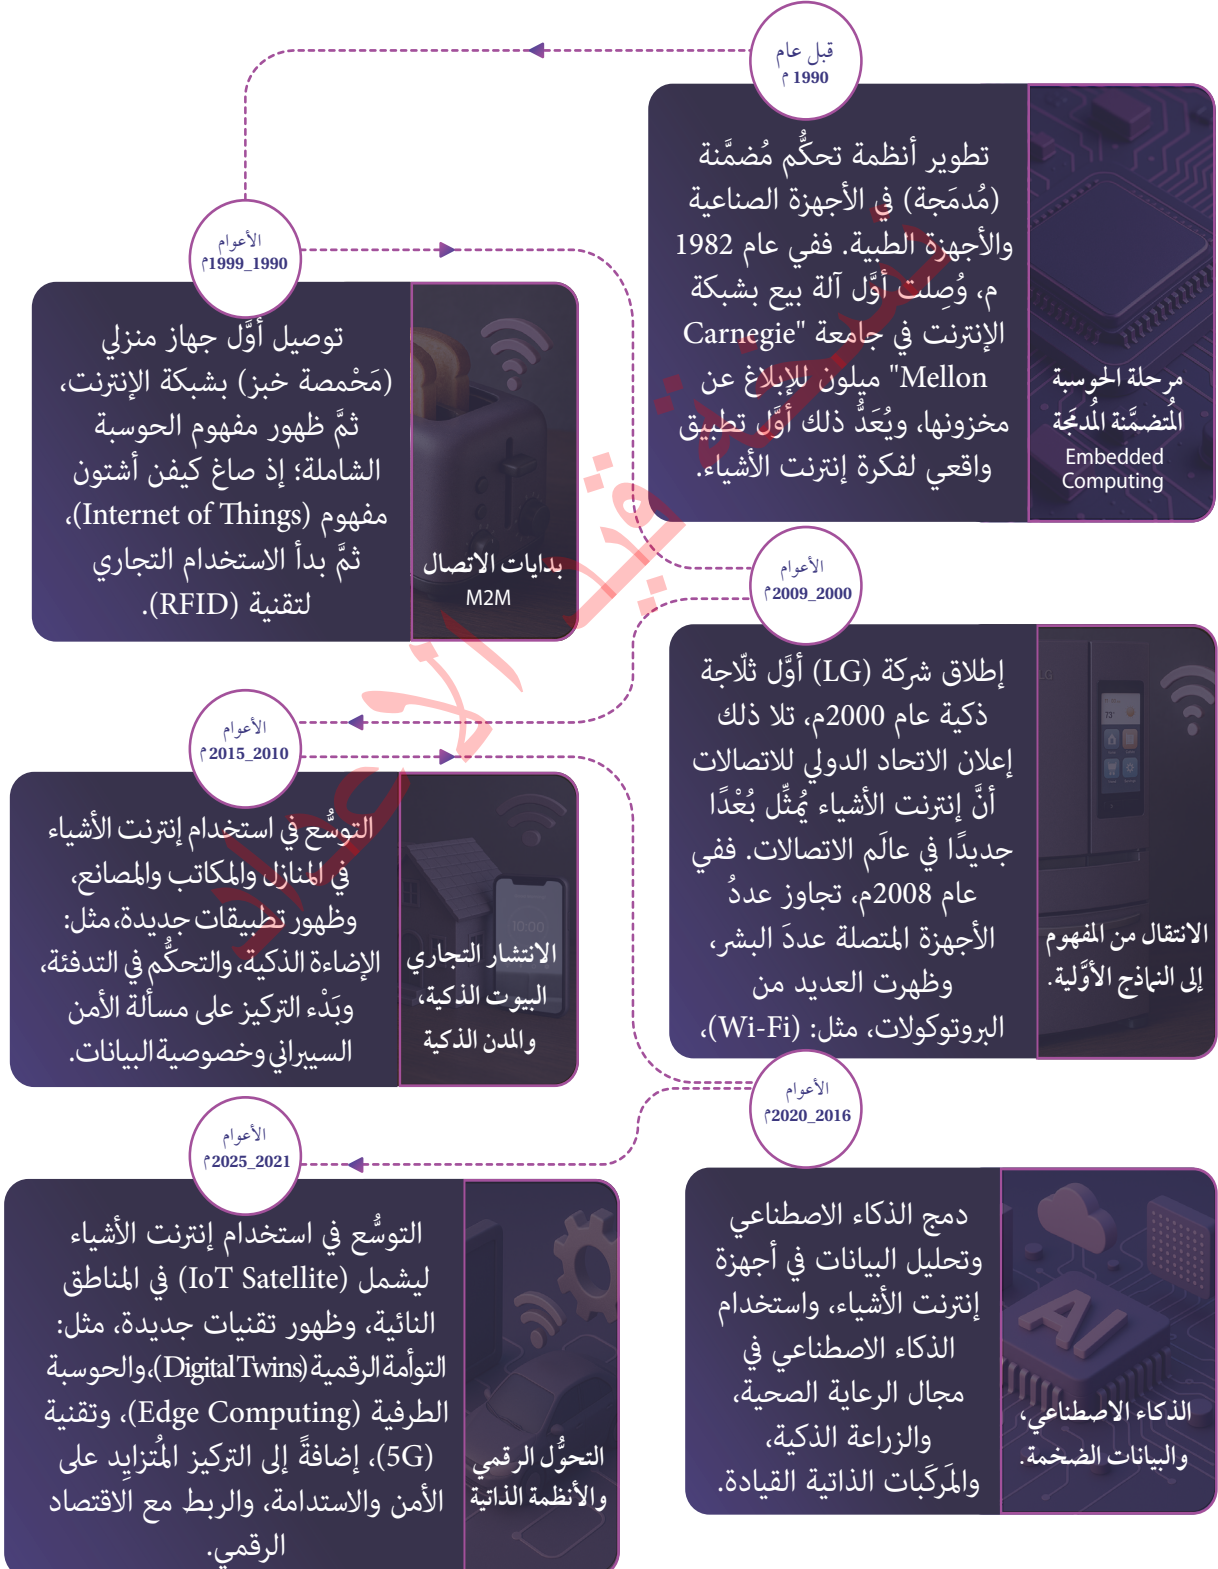 قبل عام
1990 م
تطوير أنظمة تحكُّم مُضمَّنة
(مُدمَجة) في الأجهزة الصناعية
والأجهزة الطبية. ففي عام 1982
م، وُصِلت أوَّل آلة بيع بشبكة
الإنترنت في جامعة "Carnegie
Mellon" ميلون للإبلاغ عن
مخزونها، ويُعَدُّ ذلك أوَّل تطبيق
واقعي لفكرة إنترنت الأشياء.
مرحلة الحوسبة
المُتضمَّنة المُدمَجة
Embedded
Computing
الأعوام
1990_1999م
توصيل أوَّل جهاز منزلي
(مَحْمصة خبز) بشبكة الإنترنت،
ثمَّ ظهور مفهوم الحوسبة
الشاملة؛ إذ صاغ كيفن أشتون
مفهوم (Internet of Things)،
ثمَّ بدأ الاستخدام التجاري
لتقنية (RFID).
بدايات الاتصال
M2M
الأعوام
2000_2009م
إطلاق شركة (LG) أوَّل ثلّاجة
ذكية عام 2000م، تلا ذلك
إعلان الاتحاد الدولي للاتصالات
أنَّ إنترنت الأشياء يُمثِّل بُعْدًا
جديدًا في عالَم الاتصالات. ففي
عام 2008م، تجاوز عددُ
الأجهزة المتصلة عددَ البشر،
وظهرت العديد من
البروتوكولات، مثل: (Wi-Fi)،
الانتقال من المفهوم
إلى النماذج الأوَّلية.
LG
73°
الأعوام
2010_2015 م
التوسُّع في استخدام إنترنت الأشياء
في المنازل والمكاتب والمصانع،
وظهور تطبيقات جديدة، مثل:
الإضاءة الذكية، والتحكُّم في التدفئة،
وبَدْء التركيز على مسألة الأمن
السيبراني وخصوصية البيانات.
الانتشار التجاري
البيوت الذكية،
والمدن الذكية
10:00
الأعوام
2016_2020م
دمج الذكاء الاصطناعي
وتحليل البيانات في أجهزة
إنترنت الأشياء، واستخدام
الذكاء الاصطناعي في
مجال الرعاية الصحية،
والزراعة الذكية،
والمَركَبات الذاتية القيادة.
AI
الذكاء الاصطناعي،
والبيانات الضخمة.
الأعوام
2021_2025م
التوسُّع في استخدام إنترنت الأشياء
ليشمل (IoT Satellite) في المناطق
النائية، وظهور تقنيات جديدة، مثل:
التوأمة الرقمية (Digital Twins)، والحوسبة
الطرفية (Edge Computing)، وتقنية
(5G)، إضافةً إلى التركيز المُتزايِد على
الأمن والاستدامة، والربط مع الاقتصاد
الرقمي.
التحوُّل الرقمي
والأنظمة الذاتية
نسخة قيد الإعداد